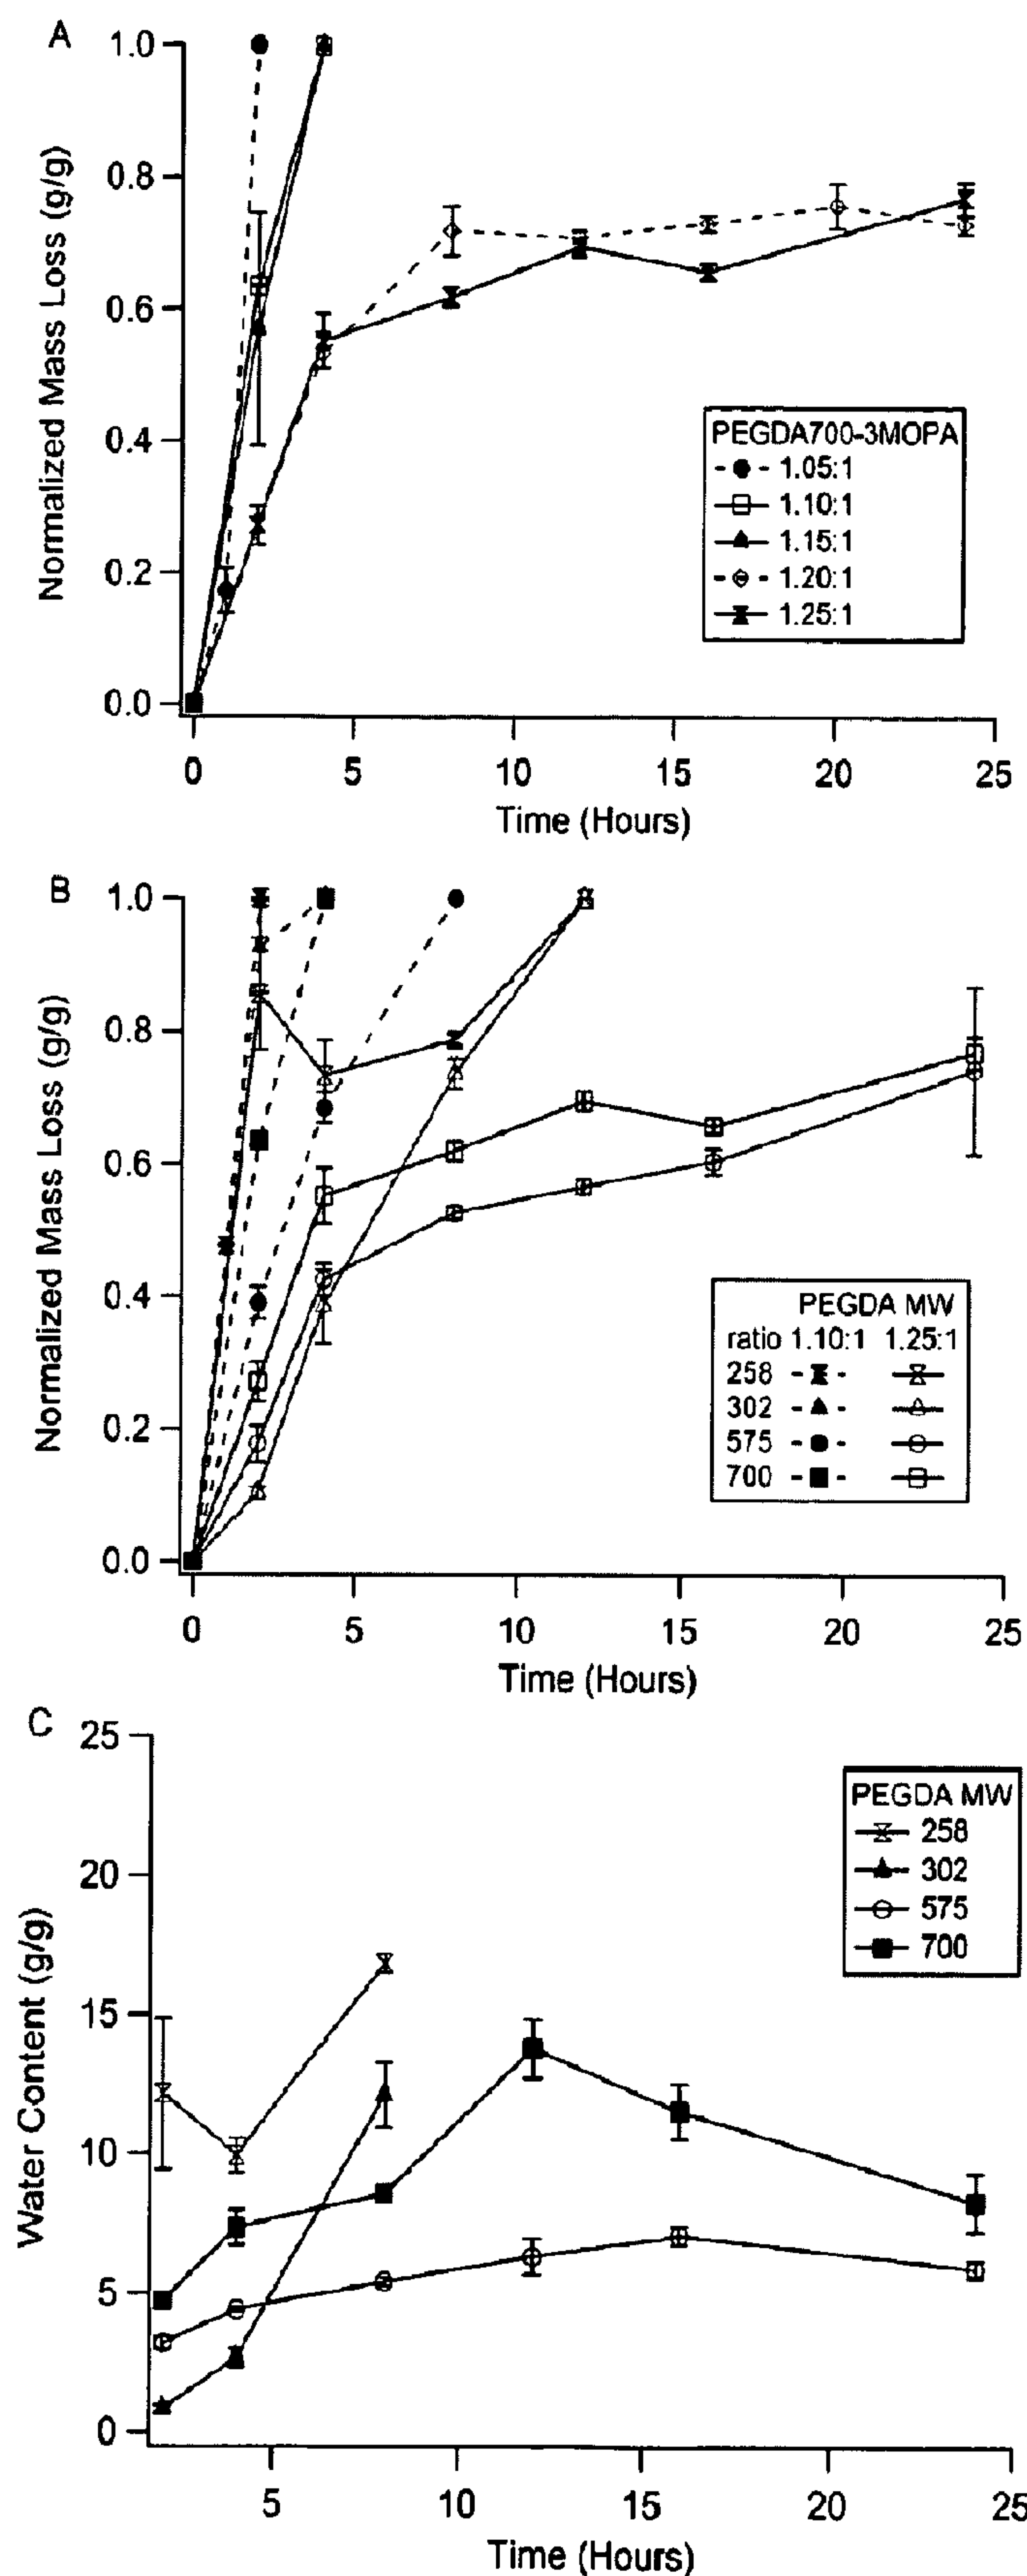 A
Normalized Mass Loss (g/g)
1.0
0.8
0.6
0.4
0.2
0.0
PEGDA700-3MOPA
1.05:1
1.10:1
1.15:1
1.20:1
1.25:1
0 5 10 15 20 25
Time (Hours)
B
Normalized Mass Loss (g/g)
1.0
0.8
0.6
0.4
0.2
0.0
PEGDA MW
ratio 1.10:1 1.25:1
258
302
575
700
0 5 10 15 20 25
Time (Hours)
C
Water Content (g/g)
25
20
15
10
5
0
PEGDA MW
258
302
575
700
5 10 15 20 25
Time (Hours)